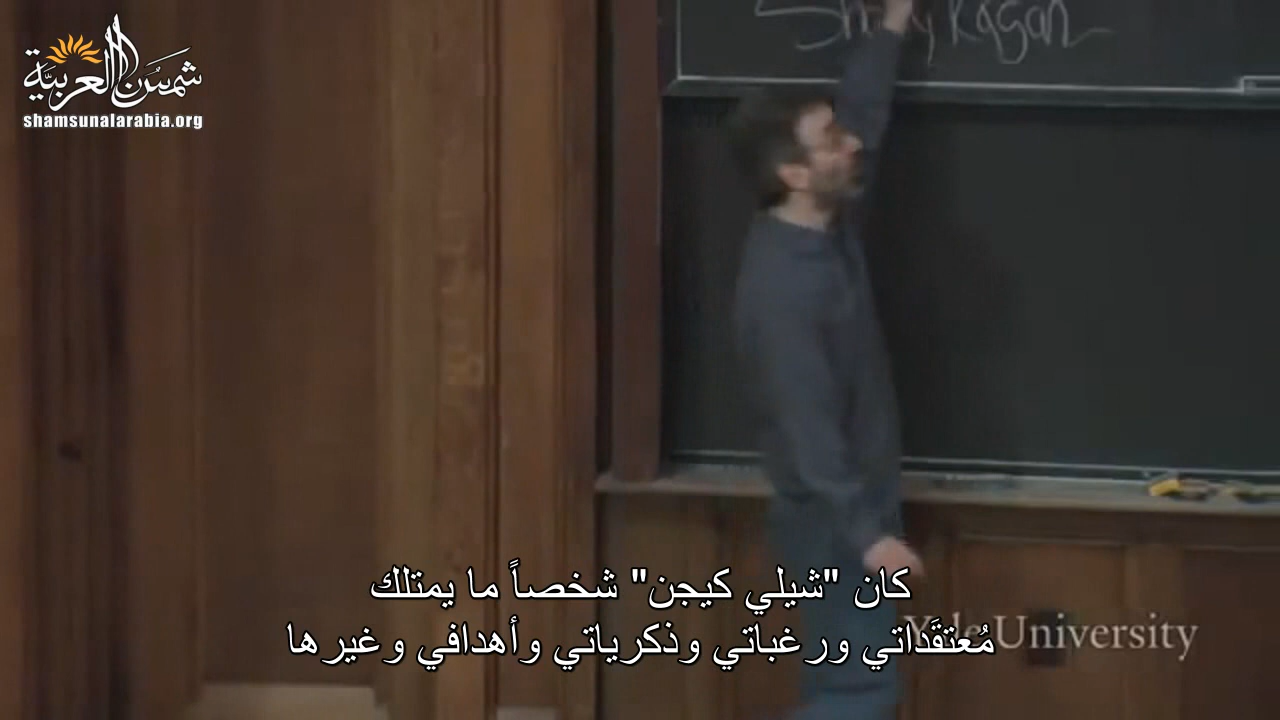 Shelly Kagan
شمس العربية
shamsunalarabia.org
كان "شيلي كيجن" شخصاً ما يمتلك
مُعتقَداتي ورغباتي وذكرياتي وأهدافي وغيرها
Yale University